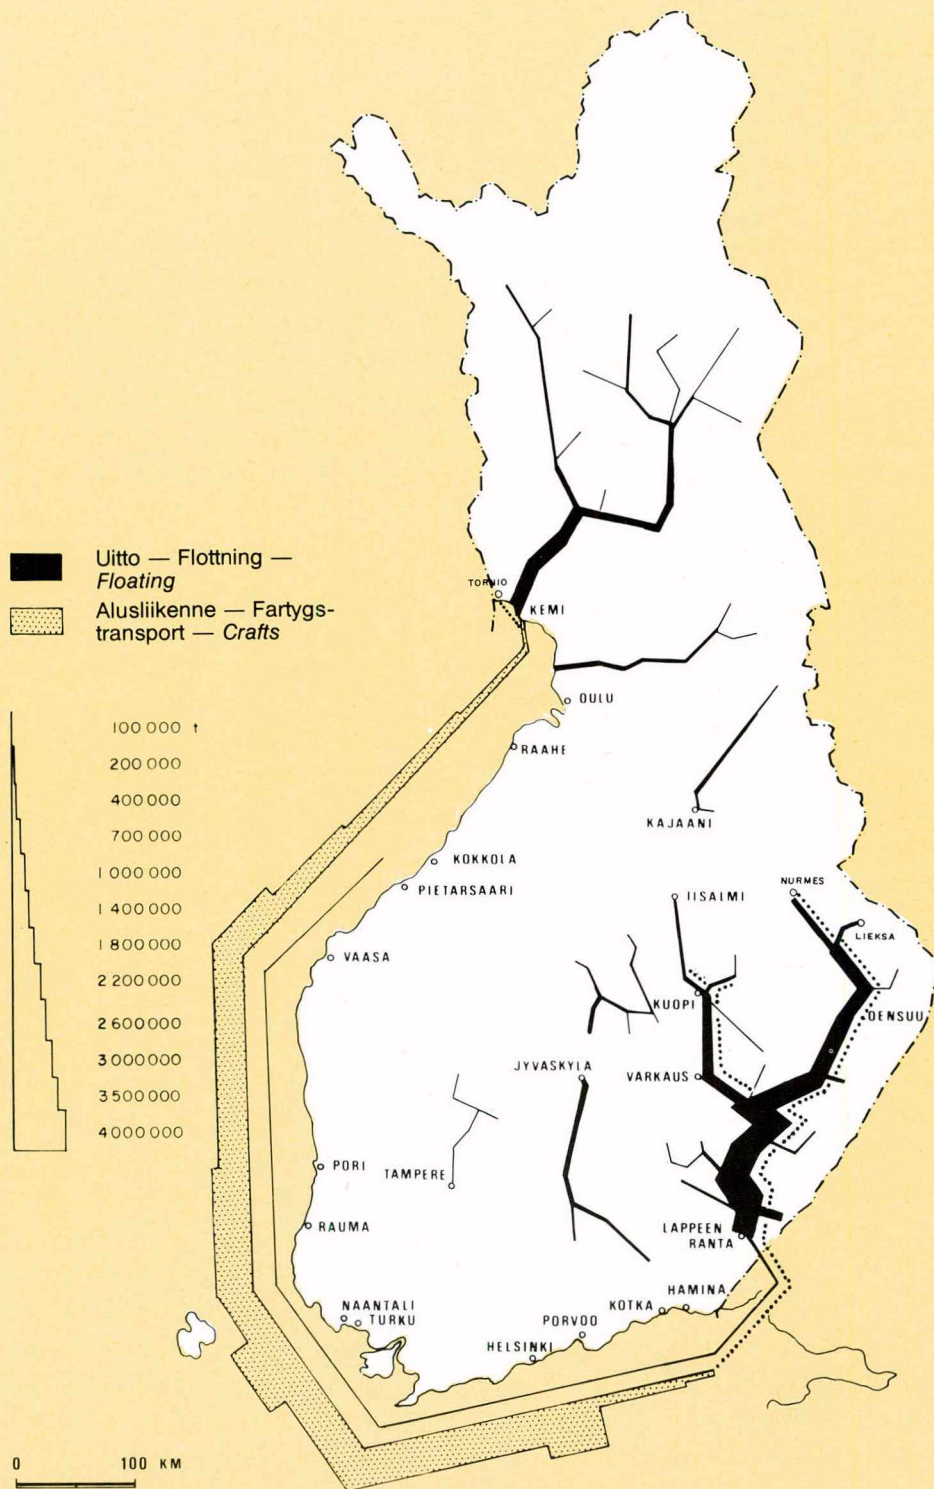 Uitto — Flottning —
Floating
Alusliikenne — Fartygs-
transport — Crafts
100 000 t
200 000
400 000
700 000
1 000 000
1 400 000
1 800 000
2 200 000
2 600 000
3 000 000
3 500 000
4 000 000
TORNIO
KEMI
OULU
RAAHE
KAJAANI
KOKKOLA
PIETARSAARI
IISALMI
NURMES
LIEKSA
VAASA
KUOPI
OENSUU
JYVASKYLA
VARKAUS
PORI
TAMPERE
RAUMA
LAPPEEN
RANTA
HAMINA
KOTKA
NAANTALI
TURKU
PORVOO
HELSINKI
0 100 KM